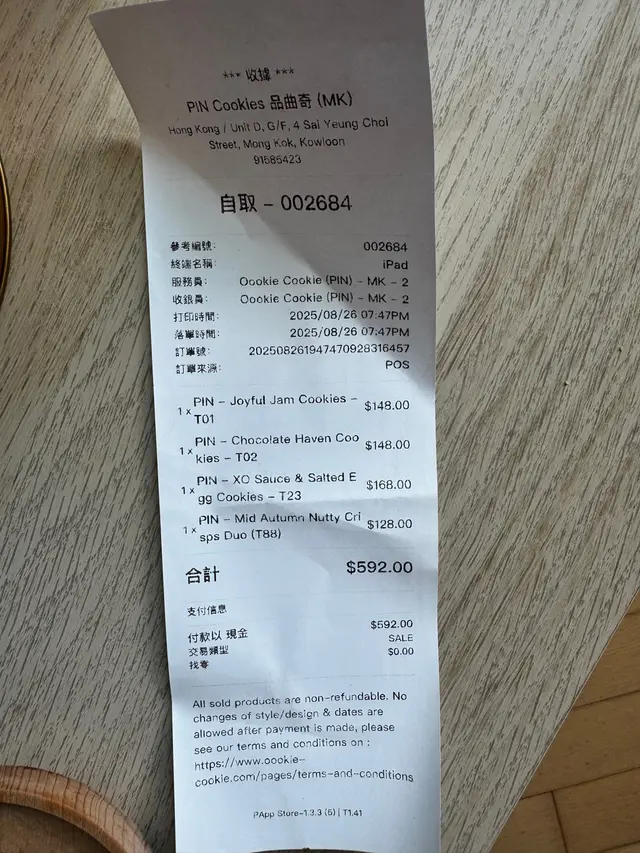 *** 收據 ***
PIN Cookies 品曲奇 (MK)
Hong Kong / Unit D, G/F, 4 Sai Yeung Choi
Street, Mong Kok, Kowloon
91585423
自取 - 002684
參考編號: 002684
終端名稱: iPad
服務員: Oookie Cookie (PIN) - MK - 2
收銀員: Oookie Cookie (PIN) - MK - 2
打印時間: 2025/08/26 07:47PM
落單時間: 2025/08/26 07:47PM
訂單號: 202508261947470928316457
訂單來源: POS
1 x PIN - Joyful Jam Cookies - $148.00
T01
1 x PIN - Chocolate Haven Coo $148.00
kies - T02
1 x PIN - XO Sauce & Salted E $168.00
gg Cookies - T23
1 x PIN - Mid Autumn Nutty Cri $128.00
sps Duo (T88)
合計 $592.00
支付信息
付款以 現金 $592.00
交易類型 SALE
找零 $0.00
All sold products are non-refundable. No
changes of style/design & dates are
allowed after payment is made, please
see our terms and conditions on :
https://www.oookie-
cookie.com/pages/terms-and-conditions
PApp Store-1.3.3 (5) | T1.41